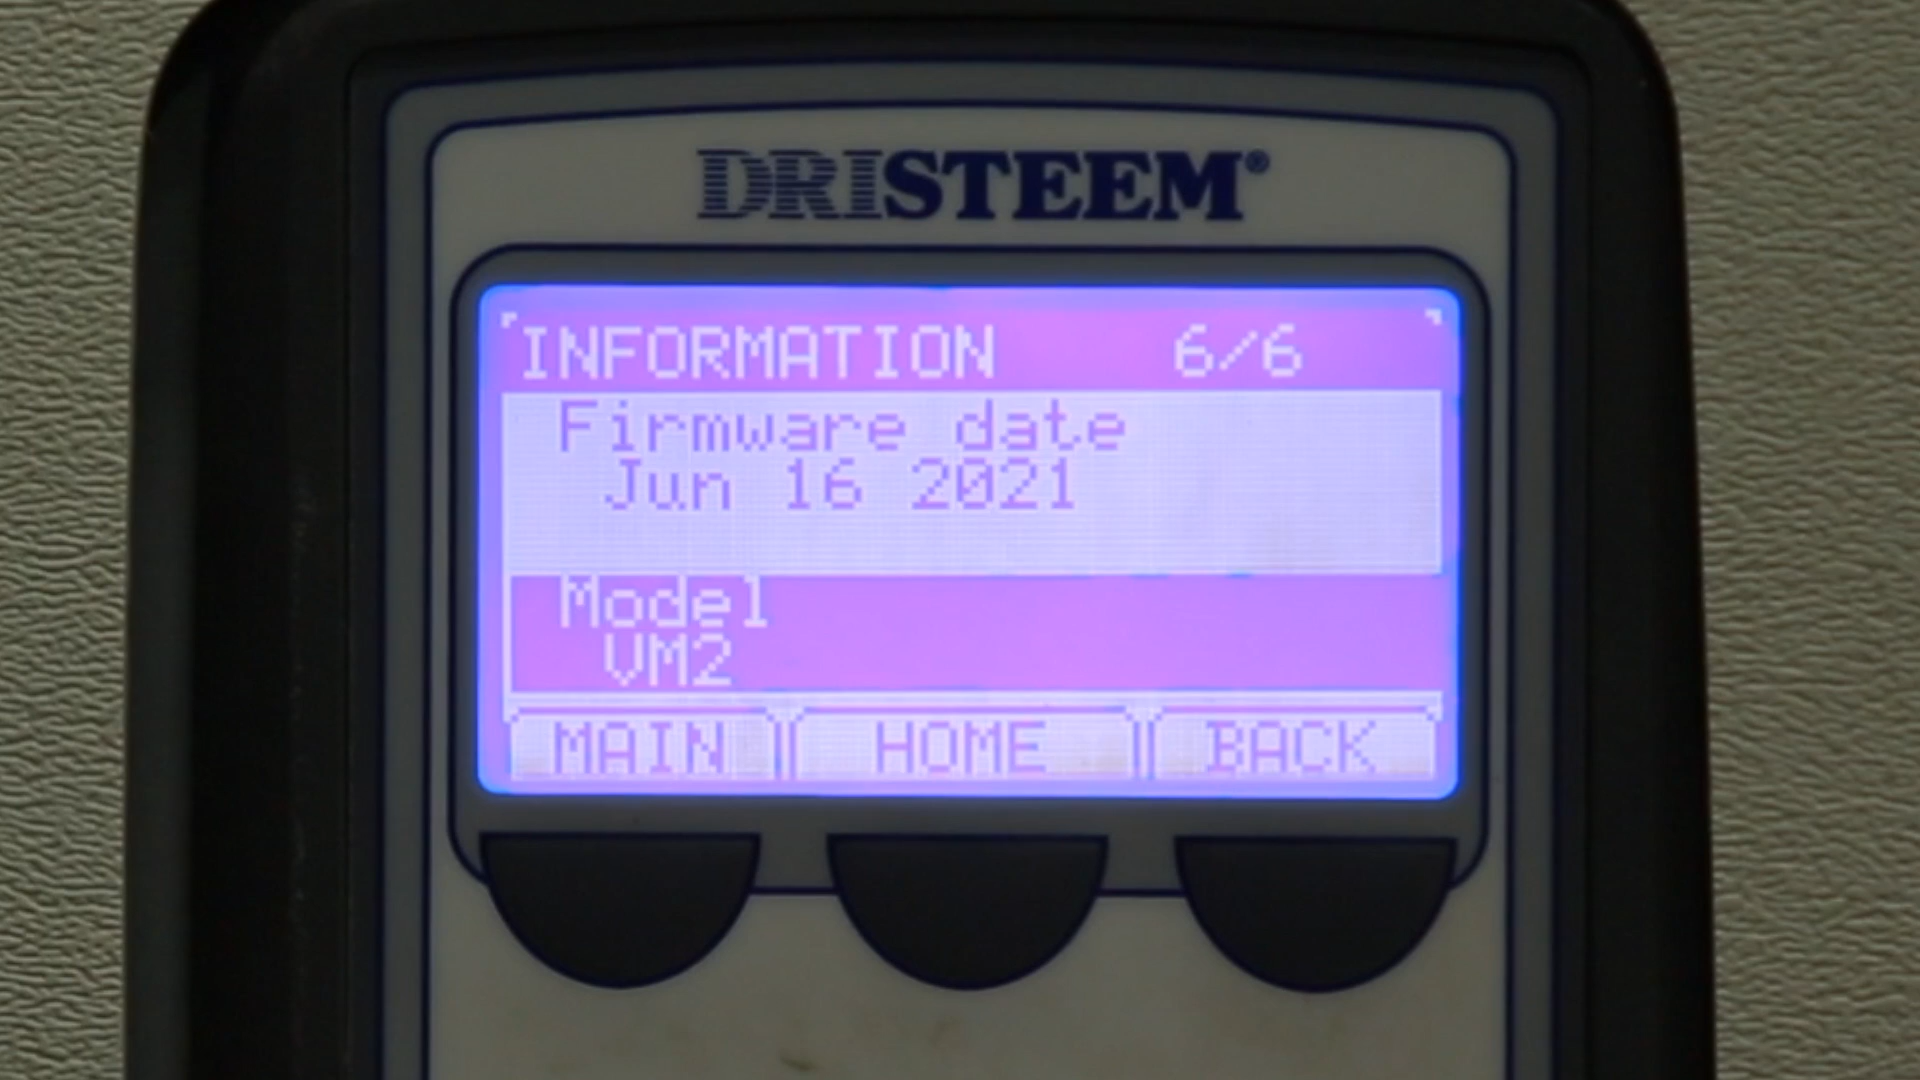 DRISTEEM®
INFORMATION 6/6
Firmware date
Jun 16 2021
Model
VM2
MAIN HOME BACK